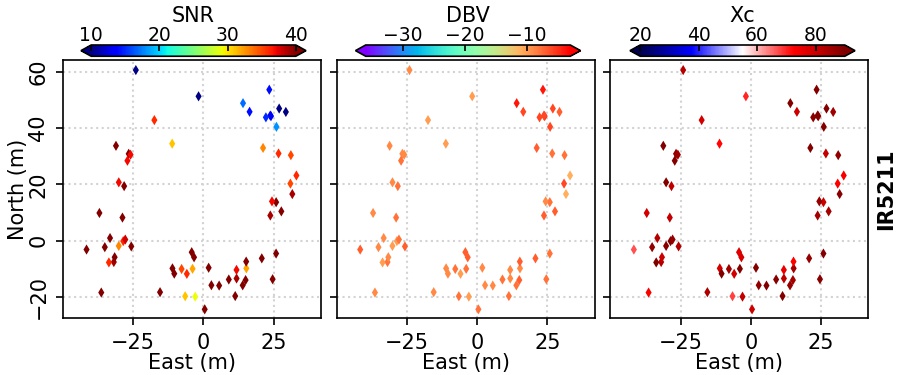 SNR DBV Xc
10 20 30 40 −30 −20 −10 20 40 60 80
60
40
20
0
−20
North (m)
IR5211
−25 0 25 −25 0 25 −25 0 25
East (m) East (m) East (m)